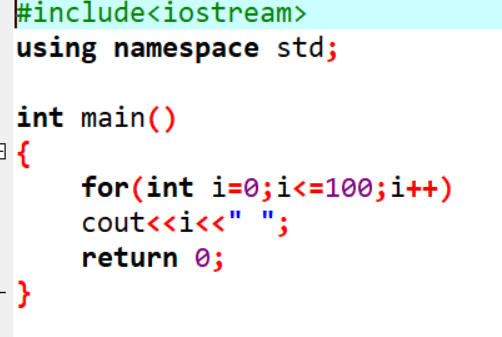 #include<iostream>
using namespace std;
int main()
{
for(int i=0;i<=100;i++)
cout<<i<<" ";
return 0;
}